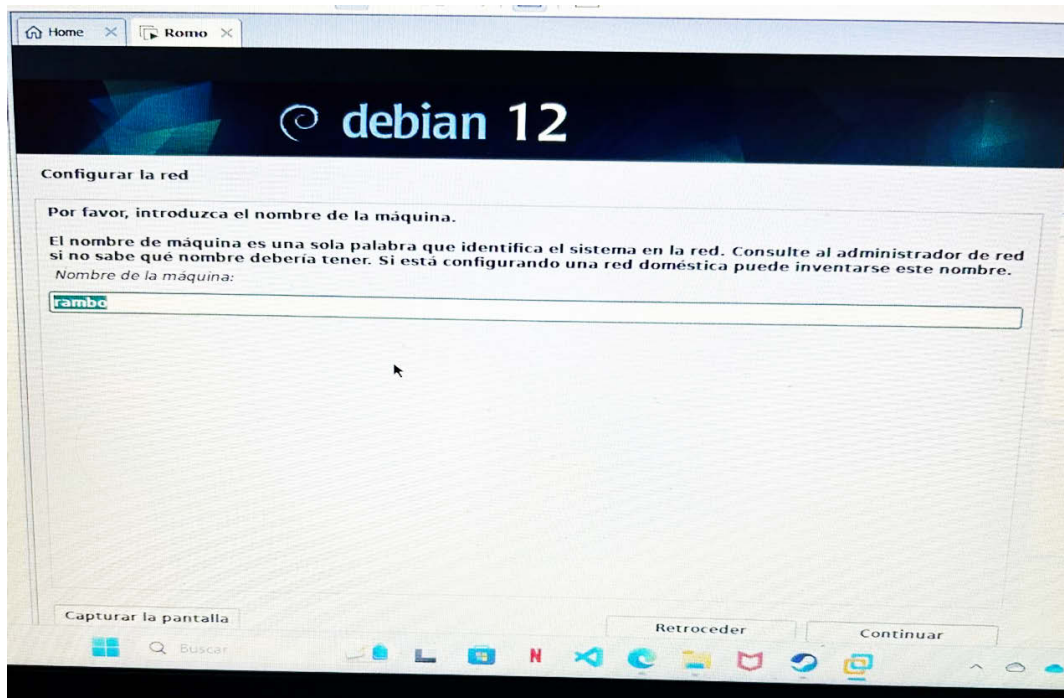 Home
Romo
debian 12
Configurar la red
Por favor, introduzca el nombre de la máquina.
El nombre de máquina es una sola palabra que identifica el sistema en la red. Consulte al administrador de red
si no sabe qué nombre debería tener. Si está configurando una red doméstica puede inventarse este nombre.
Nombre de la máquina:
rambo
Capturar la pantalla
Retroceder
Continuar
Buscar
N